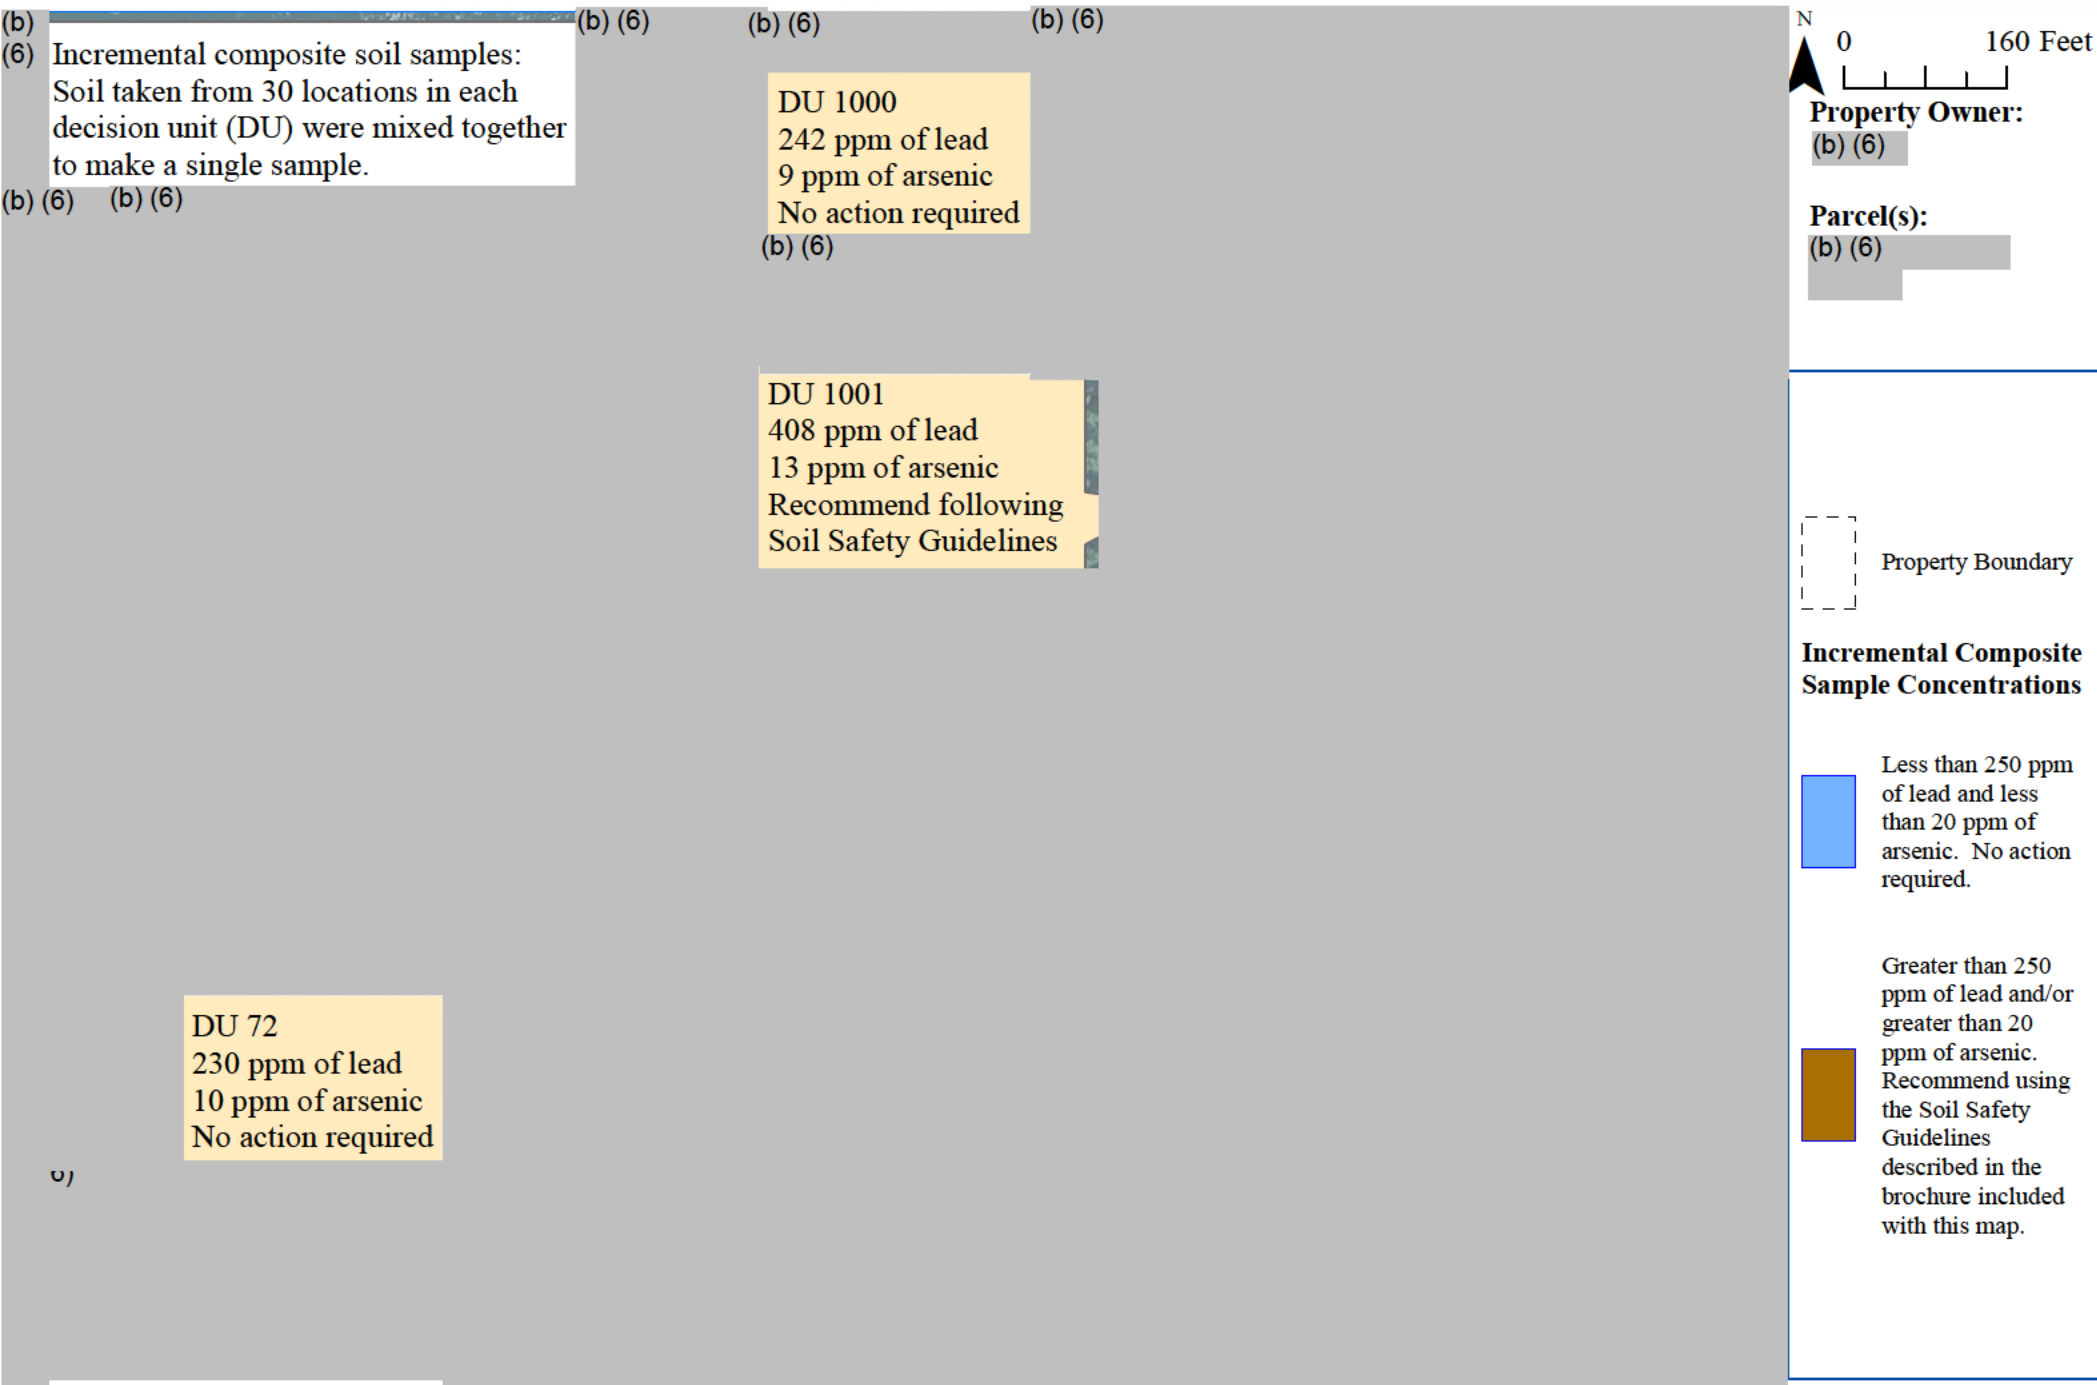 (b)
(6)
Incremental composite soil samples:
Soil taken from 30 locations in each
decision unit (DU) were mixed together
to make a single sample.
(b) (6)
(b) (6)
(b) (6)
(b) (6)
(b) (6)
DU 1000
242 ppm of lead
9 ppm of arsenic
No action required
(b) (6)
DU 1001
408 ppm of lead
13 ppm of arsenic
Recommend following
Soil Safety Guidelines
DU 72
230 ppm of lead
10 ppm of arsenic
No action required
N
0 160 Feet
Property Owner:
(b) (6)
Parcel(s):
(b) (6)
Property Boundary
Incremental Composite
Sample Concentrations
Less than 250 ppm
of lead and less
than 20 ppm of
arsenic. No action
required.
Greater than 250
ppm of lead and/or
greater than 20
ppm of arsenic.
Recommend using
the Soil Safety
Guidelines
described in the
brochure included
with this map.